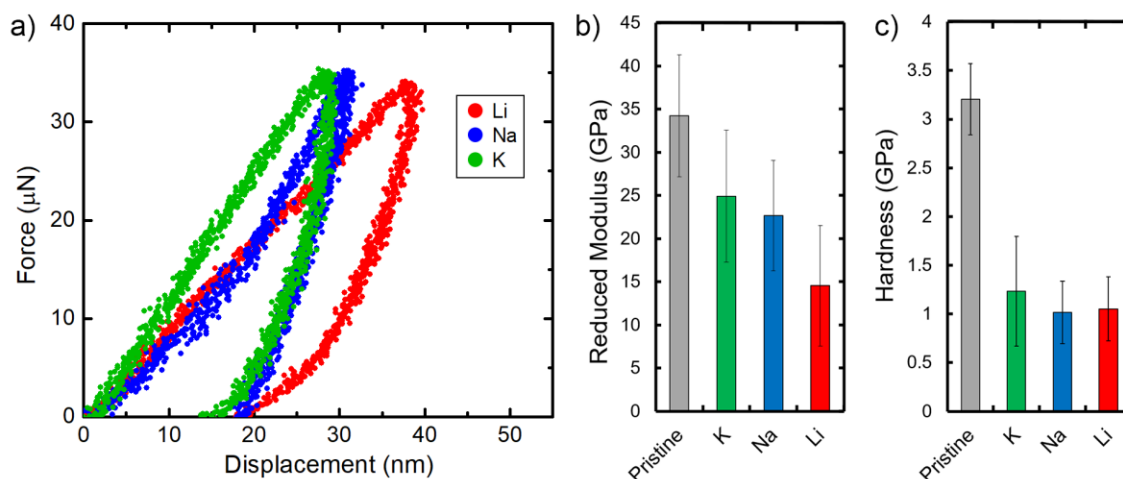 a)
40
30
20
10
0
Force (μN)
0 10 20 30 40 50
Displacement (nm)
Li
Na
K
b)
45
40
35
30
25
20
15
10
5
0
Reduced Modulus (GPa)
Pristine
K
Na
Li
c)
4
3.5
3
2.5
2
1.5
1
0.5
0
Hardness (GPa)
Pristine
K
Na
Li